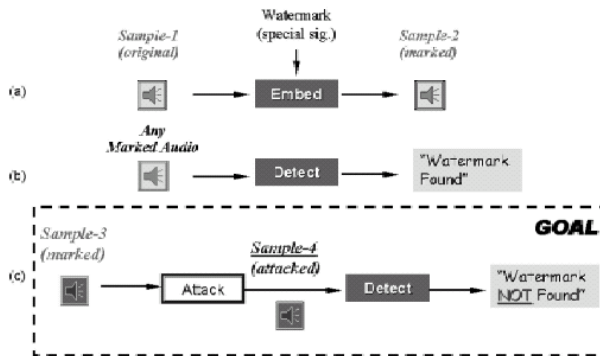 Watermark
(special sig.)
Sample-1
(original)
Sample-2
(marked)
(a)
Embed
Any
Marked Audio
(b)
Detect
"Watermark
Found"
GOAL
Sample-3
(marked)
Sample-4
(attacked)
(c)
Attack
Detect
"Watermark
NOT Found"